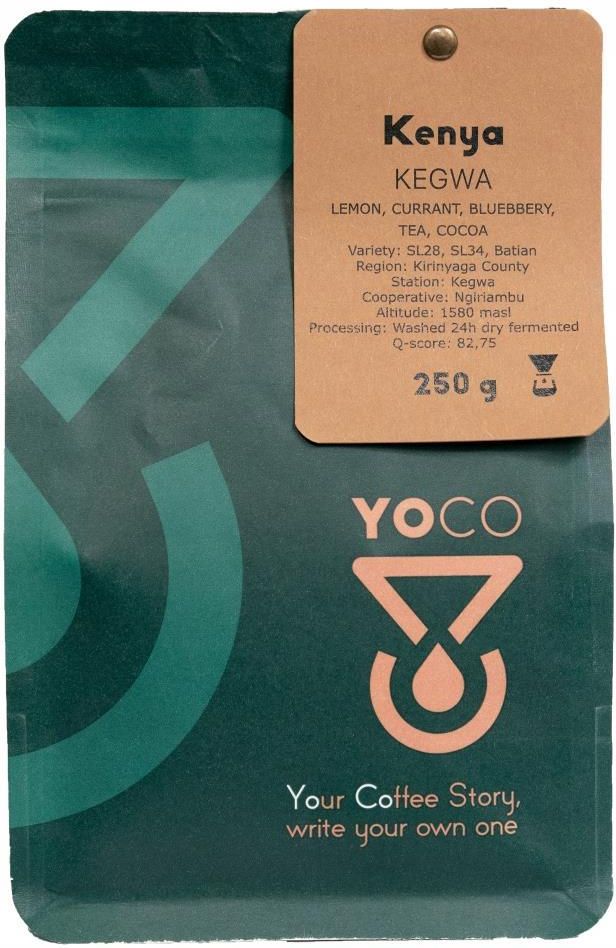 Kenya
KEGWA
LEMON, CURRANT, BLUEBBERY,
TEA, COCOA
Variety: SL28, SL34, Batian
Region: Kirinyaga County
Station: Kegwa
Cooperative: Ngiriambu
Altitude: 1580 masl
Processing: Washed 24h dry fermented
Q-score: 82,75
250 g
YOCO
Your Coffee Story,
write your own one